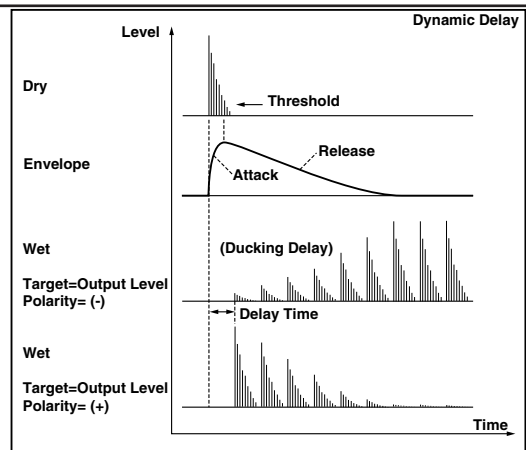 Dynamic Delay
Level
Dry
Threshold
Envelope
Release
Attack
Wet
(Ducking Delay)
Target=Output Level
Polarity= (-)
Delay Time
Wet
Target=Output Level
Polarity= (+)
Time